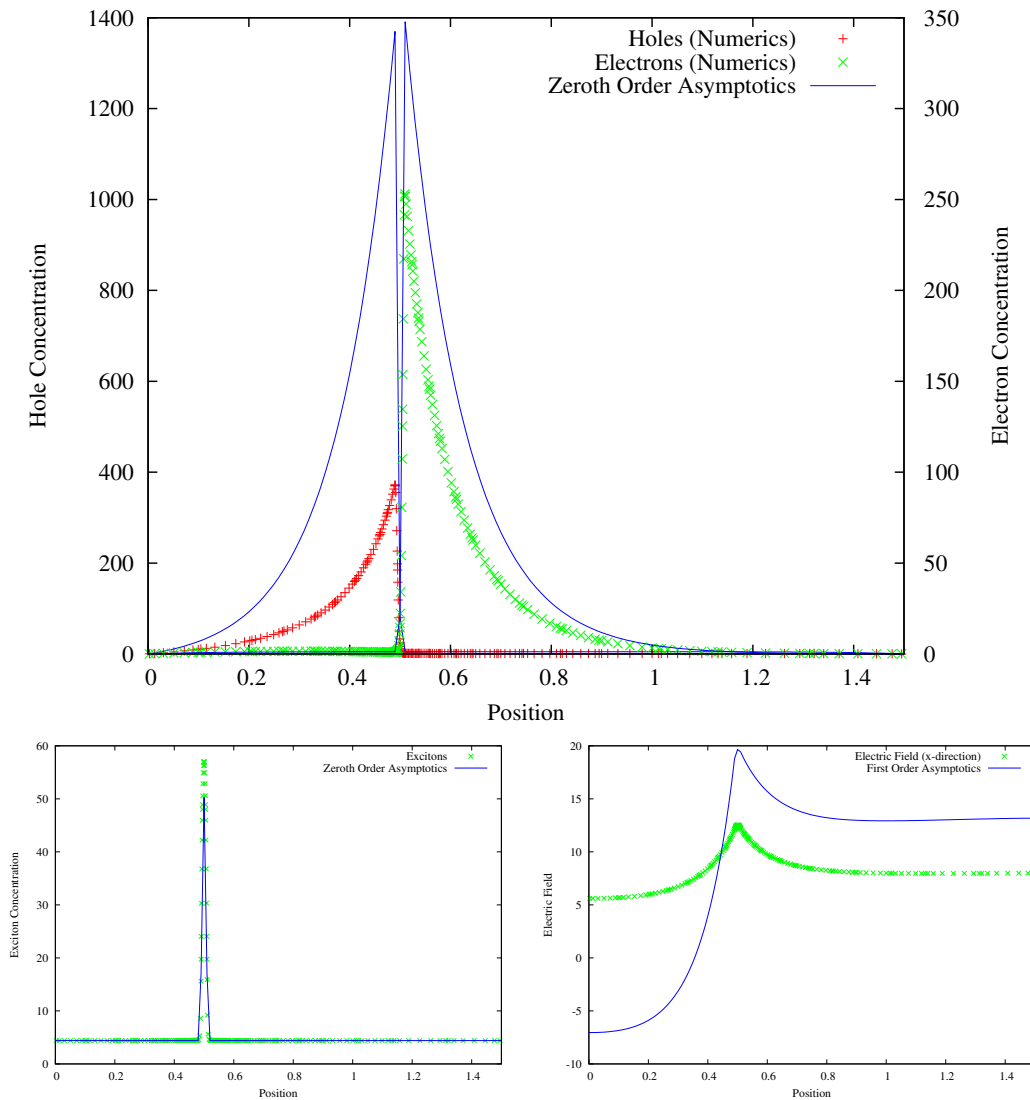 1400
1200
1000
800
600
400
200
0
Hole Concentration
Holes (Numerics)
Electrons (Numerics)
Zeroth Order Asymptotics
350
300
250
200
150
100
50
0
Electron Concentration
0 0.2 0.4 0.6 0.8 1 1.2 1.4
Position
60
50
40
30
20
10
0
Exciton Concentration
Excitons
Zeroth Order Asymptotics
0 0.2 0.4 0.6 0.8 1 1.2 1.4
Position
20
15
10
5
0
-5
-10
Electric Field
Electric Field (x-direction)
First Order Asymptotics
0 0.2 0.4 0.6 0.8 1 1.2 1.4
Position